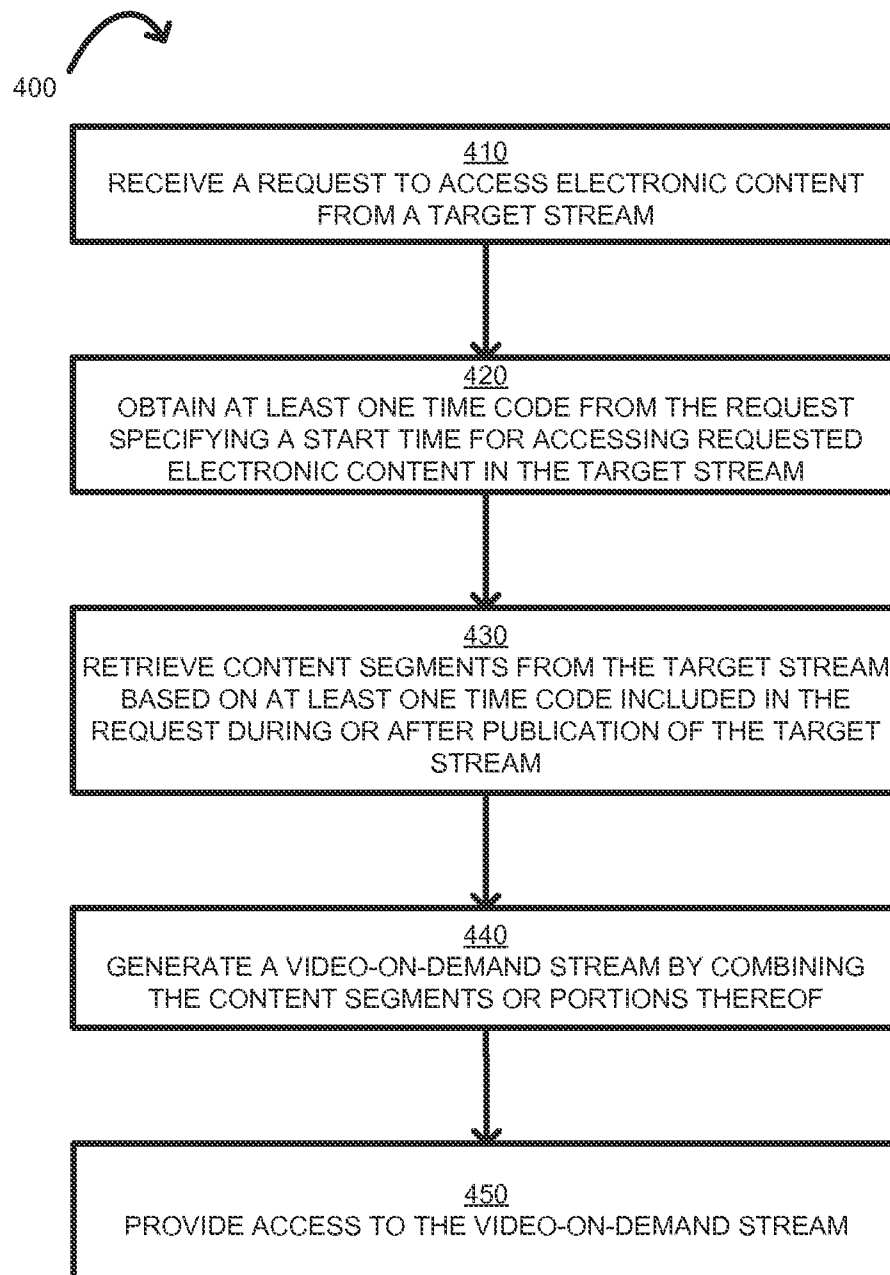 400
410
RECEIVE A REQUEST TO ACCESS ELECTRONIC CONTENT
FROM A TARGET STREAM
420
OBTAIN AT LEAST ONE TIME CODE FROM THE REQUEST
SPECIFYING A START TIME FOR ACCESSING REQUESTED
ELECTRONIC CONTENT IN THE TARGET STREAM
430
RETRIEVE CONTENT SEGMENTS FROM THE TARGET STREAM
BASED ON AT LEAST ONE TIME CODE INCLUDED IN THE
REQUEST DURING OR AFTER PUBLICATION OF THE TARGET
STREAM
440
GENERATE A VIDEO-ON-DEMAND STREAM BY COMBINING
THE CONTENT SEGMENTS OR PORTIONS THEREOF
450
PROVIDE ACCESS TO THE VIDEO-ON-DEMAND STREAM